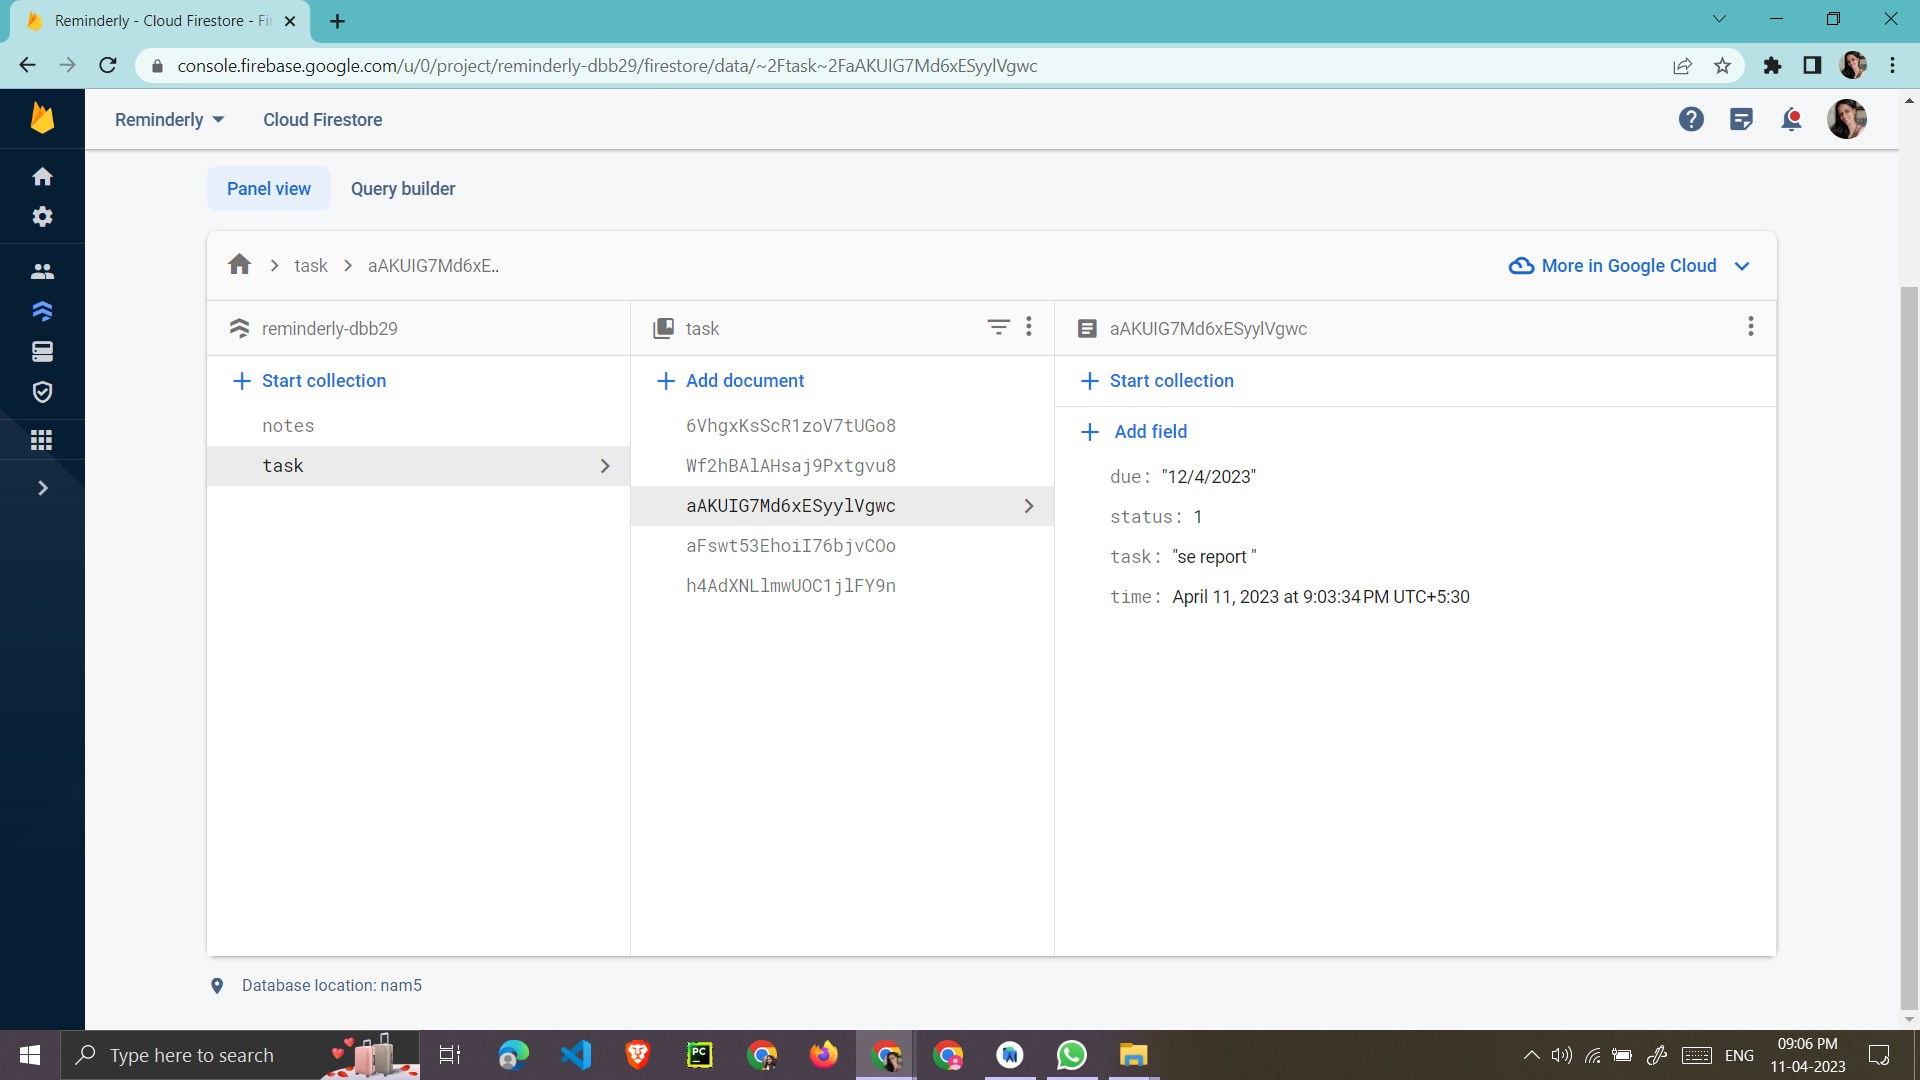 Reminderly - Cloud Firestore - Fir
console.firebase.google.com/u/0/project/reminderly-dbb29/firestore/data/~2Ftask~2FaAKUIG7Md6xESyylVgwc
Reminderly
Cloud Firestore
Panel view
Query builder
task
aAKUIG7Md6xE..
More in Google Cloud
reminderly-dbb29
task
aAKUIG7Md6xESyylVgwc
Start collection
Add document
Start collection
notes
task
6VhgxKsScR1zoV7tUGo8
Wf2hBAlAHsaj9Pxtgvu8
aAKUIG7Md6xESyylVgwc
aFswt53EhoiI76bjvCOo
h4AdXNLlmwUOC1jlFY9n
Add field
due: "12/4/2023"
status: 1
task: "se report "
time: April 11, 2023 at 9:03:34 PM UTC+5:30
Database location: nam5
Type here to search
PC
ENG
09:06 PM
11-04-2023